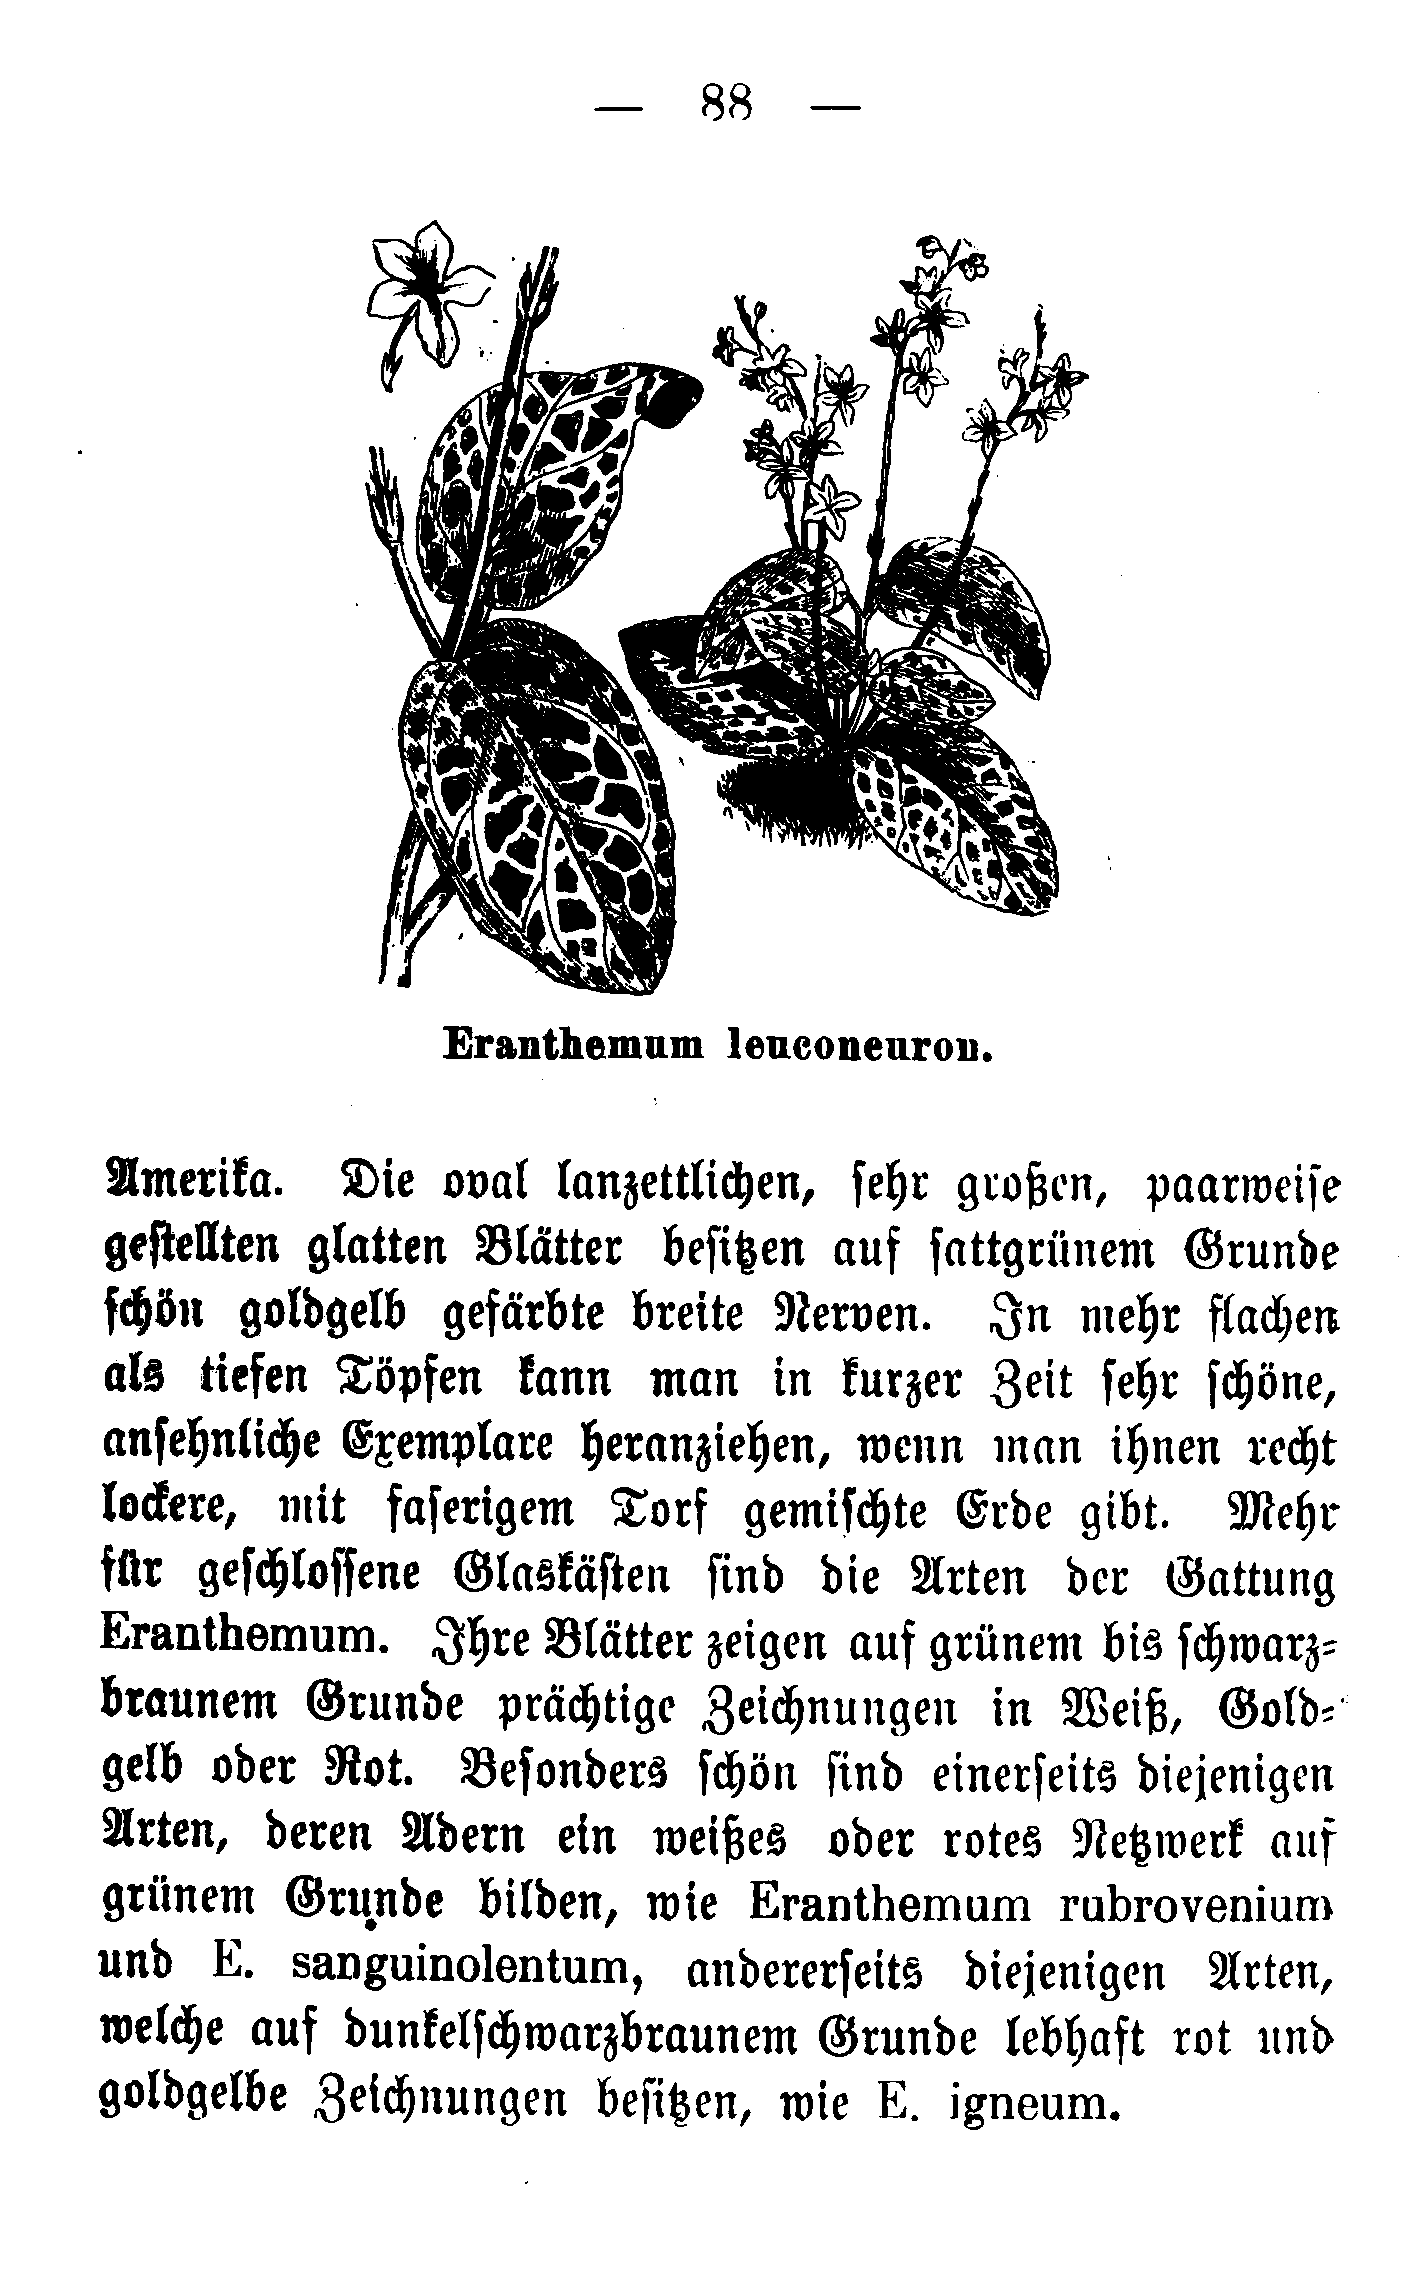 — 88 —
Eranthemum leuconeuron.
Amerika. Die oval lanzettlichen, sehr großen, paarweise
gestellten glatten Blätter besitzen auf sattgrünem Grunde
schön goldgelb gefärbte breite Nerven. In mehr flachen
als tiefen Töpfen kann man in kurzer Zeit sehr schöne,
ansehnliche Exemplare heranziehen, wenn man ihnen recht
lockere, mit faserigem Torf gemischte Erde gibt. Mehr
für geschlossene Glaskästen sind die Arten der Gattung
Eranthemum. Ihre Blätter zeigen auf grünem bis schwarz-
braunem Grunde prächtige Zeichnungen in Weiß, Gold-
gelb oder Rot. Besonders schön sind einerseits diejenigen
Arten, deren Adern ein weißes oder rotes Netzwerk auf
grünem Grunde bilden, wie Eranthemum rubrovenium
und E. sanguinolentum, andererseits diejenigen Arten,
welche auf dunkelschwarzbraunem Grunde lebhaft rot und
goldgelbe Zeichnungen besitzen, wie E. igneum.